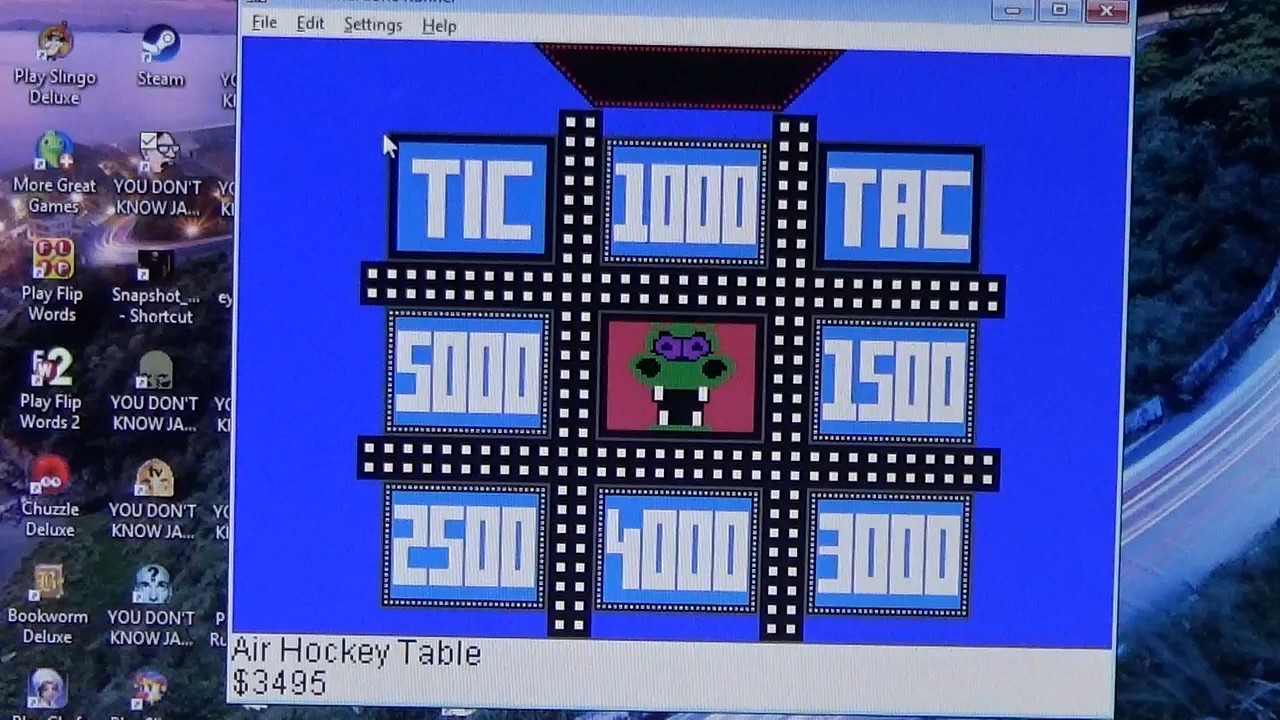 File Edit Settings Help
Play Slingo
Deluxe
Steam
More Great
Games
YOU DON'T
KNOW JA...
Play Flip
Words
Snapshot_...
- Shortcut
Play Flip
Words 2
YOU DON'T
KNOW JA...
Chuzzle
Deluxe
YOU DON'T
KNOW JA...
Bookworm
Deluxe
YOU DON'T
KNOW JA...
TIC 1000 TAC
5000 1500
2500 4000 3000
Air Hockey Table
$3495